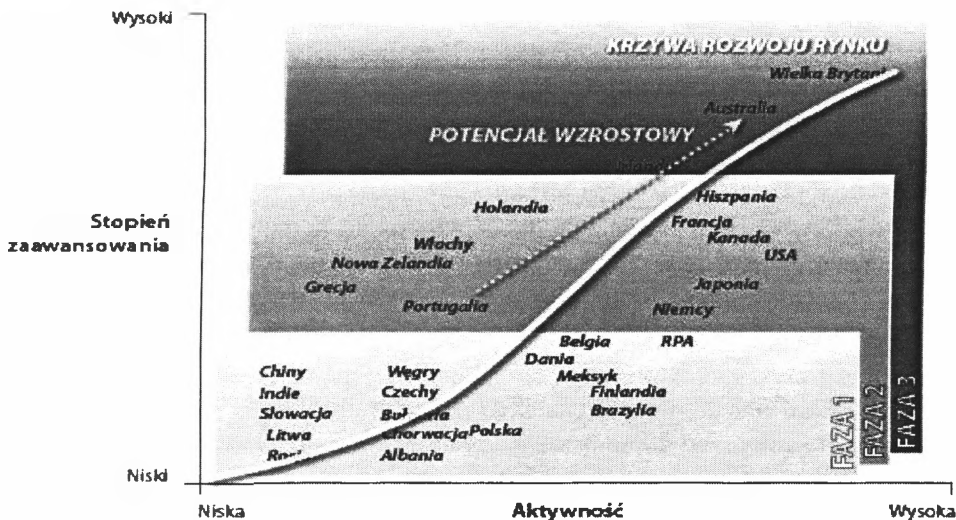 Wysoki
KRZYWA ROZWOJU RYNKU
Wielka
Australia
POTENCJAŁ WZROSTOWY
Hiszpania
Holandia
Francja
Stopień
zaawansowania
Włachy
Kanada
USA
Nowa Zelandia
Grecja
Japonia
Portugalia
Niemcy
Belgia
RPA
Dania
Chiny
Węgry
Meksyk
Indie
Czechy
Finlandia
Słowacja
Brazylia
Litwa
Chorwacja
Polska
Albania
FAZA 1
FAZA 2
FAZA 3
Niski
Niska
Aktywność
Wysoka